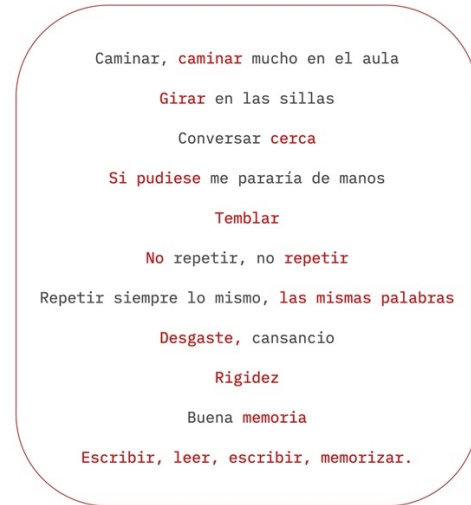 Caminar, caminar mucho en el aula
Girar en las sillas
Conversar cerca
Si pudiese me pararía de manos
Temblar
No repetir, no repetir
Repetir siempre lo mismo, las mismas palabras
Desgaste, cansancio
Rigidez
Buena memoria
Escribir, leer, escribir, memorizar.